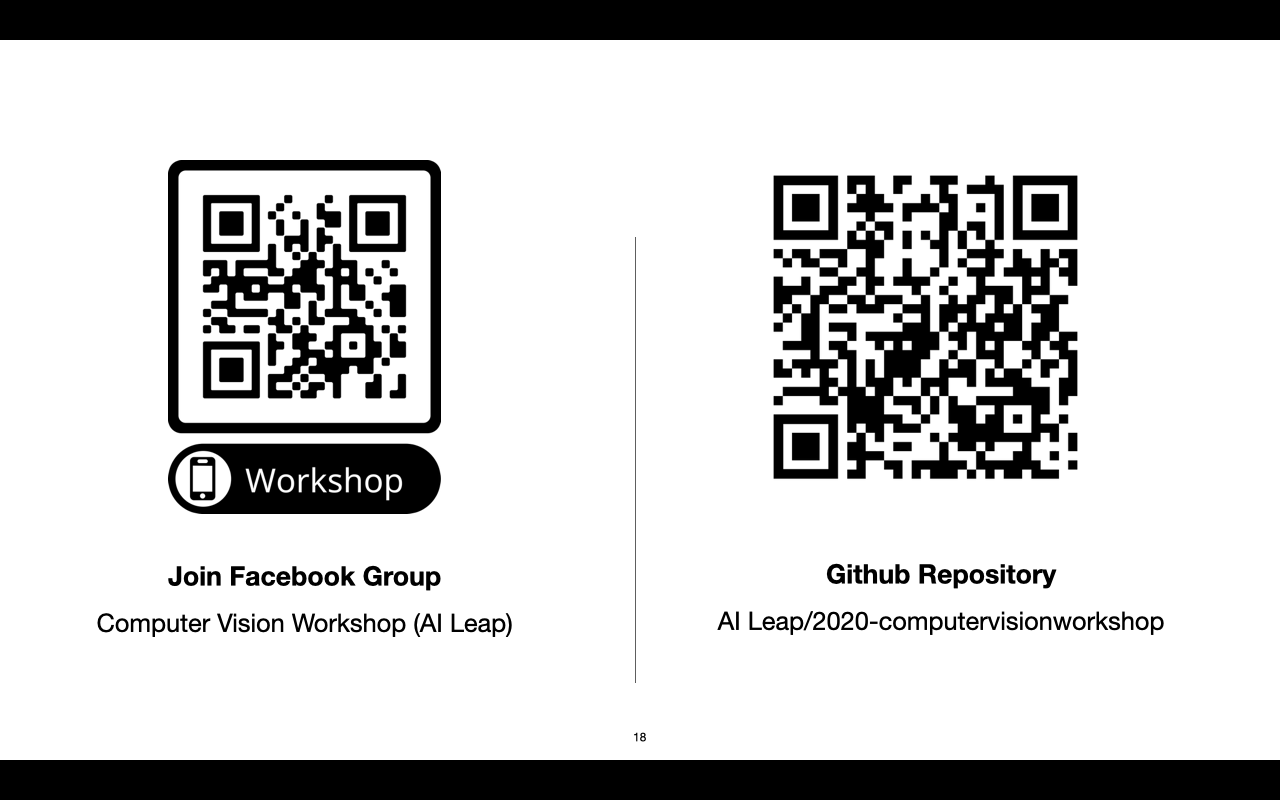 Workshop
Join Facebook Group
Computer Vision Workshop (AI Leap)
Github Repository
AI Leap/2020-computervisionworkshop
18